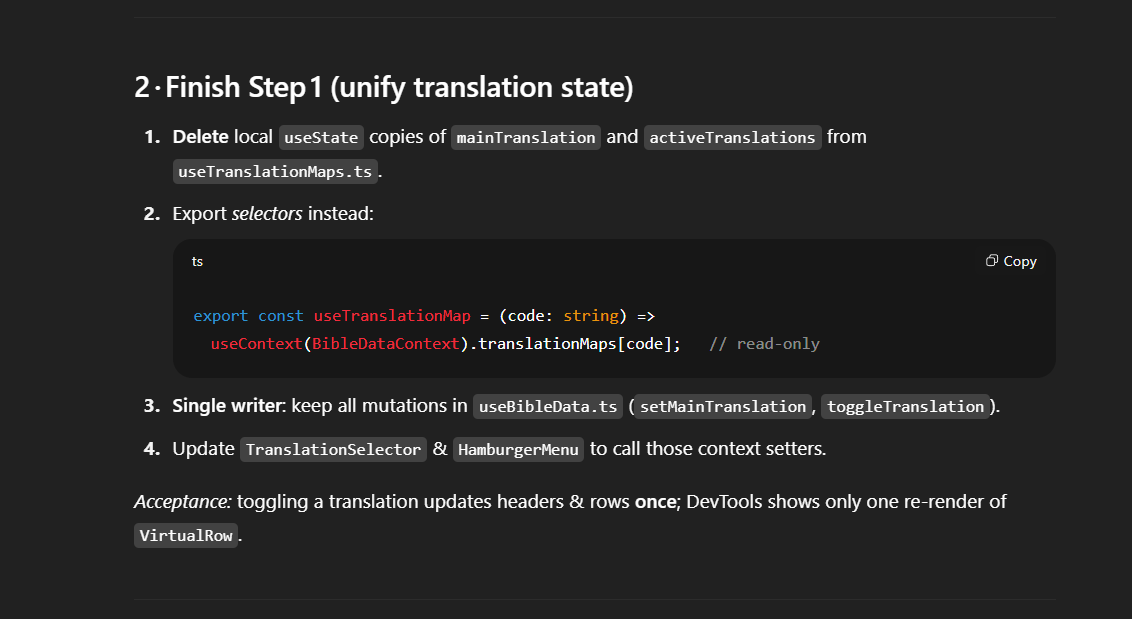 2 · Finish Step 1 (unify translation state)
1. Delete local useState copies of mainTranslation and activeTranslations from
useTranslationMaps.ts.
2. Export selectors instead:
ts
Copy
export const useTranslationMap = (code: string) =>
useContext(BibleDataContext).translationMaps[code]; // read-only
3. Single writer: keep all mutations in useBibleData.ts (setMainTranslation, toggleTranslation).
4. Update TranslationSelector & HamburgerMenu to call those context setters.
Acceptance: toggling a translation updates headers & rows once; DevTools shows only one re-render of
VirtualRow.